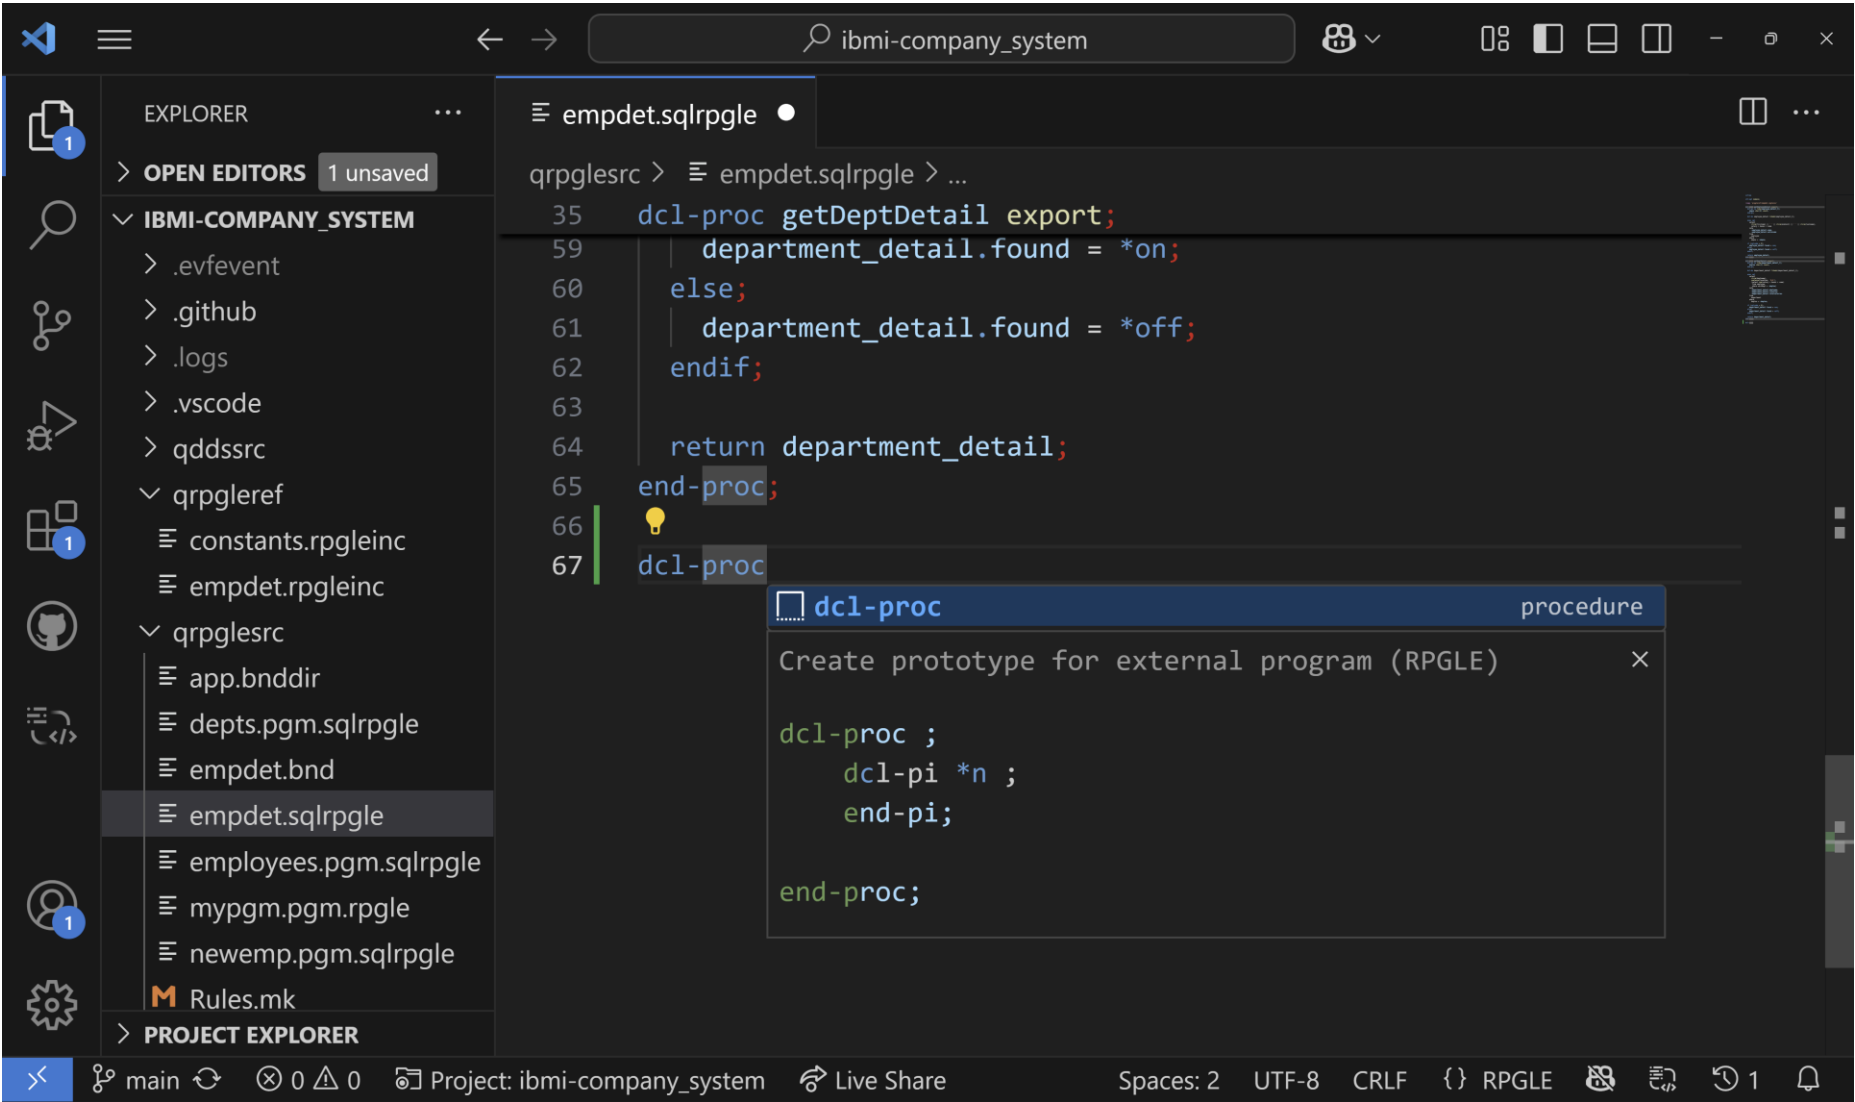 ibmi-company_system
EXPLORER
1
OPEN EDITORS 1 unsaved
IBMI-COMPANY_SYSTEM
.evfevent
.github
.logs
.vscode
qddssrc
qrpgleref
constants.rpgleinc
1
empdet.rpgleinc
qrpglesrc
app.bnddir
depts.pgm.sqlrpgle
empdet.bnd
empdet.sqlrpgle
employees.pgm.sqlrpgle
mypgm.pgm.rpgle
1
newemp.pgm.sqlrpgle
M Rules.mk
PROJECT EXPLORER
empdet.sqlrpgle
qrpglesrc > empdet.sqlrpgle > ...
35 dcl-proc getDeptDetail export;
59 department_detail.found = *on;
60 else;
61 department_detail.found = *off;
62 endif;
63
64 return department_detail;
65 end-proc;
66
67 dcl-proc
dcl-proc procedure
Create prototype for external program (RPGLE)
dcl-proc ;
dcl-pi *n ;
end-pi;
end-proc;
main 0 0 Project: ibmi-company_system Live Share Spaces: 2 UTF-8 CRLF {} RPGLE 1